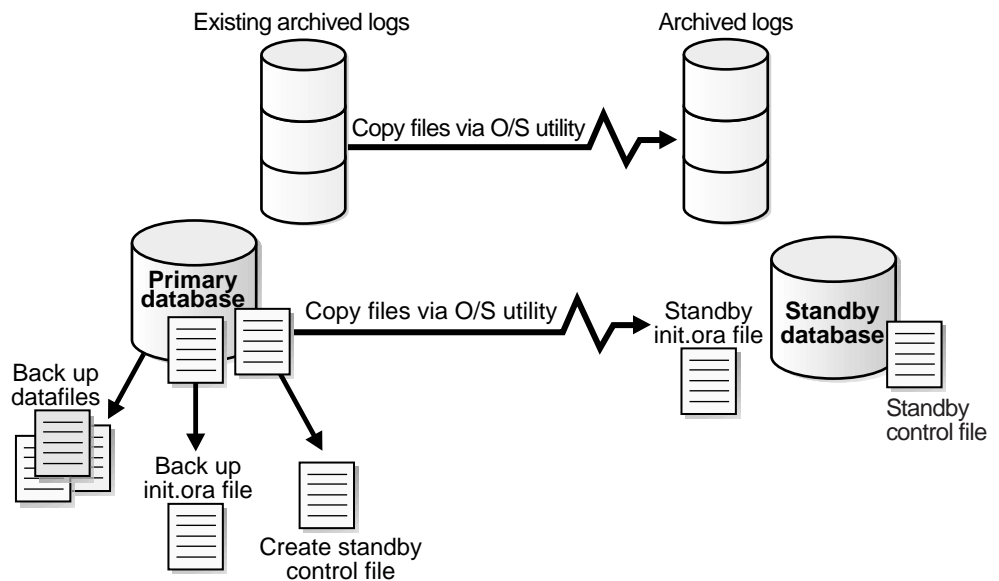 Existing archived logs
Archived logs
Copy files via O/S utility
Primary
database
Copy files via O/S utility
Standby
init.ora file
Standby
database
Standby
control file
Back up
datafiles
Back up
init.ora file
Create standby
control file